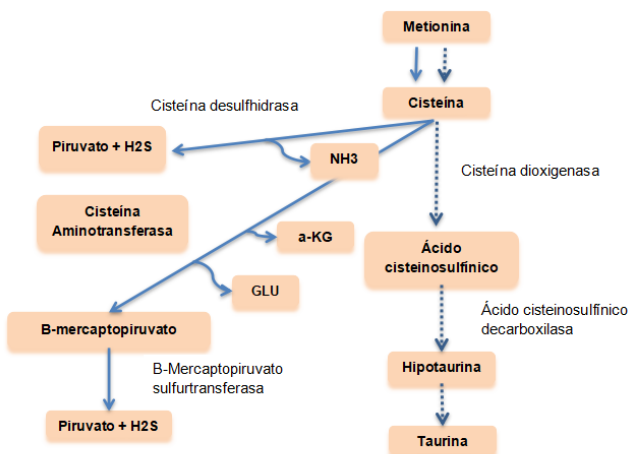 Metionina
Cisteína desulfhidrasa
Cisteína
Piruvato + H2S
NH3
Cisteína dioxigenasa
Cisteína
Aminotransferasa
a-KG
Ácido
cisteinosulfínico
GLU
Ácido cisteinosulfínico
decarboxilasa
B-mercaptopiruvato
B-Mercaptopiruvato
sulfurtransferasa
Hipotaurina
Piruvato + H2S
Taurina